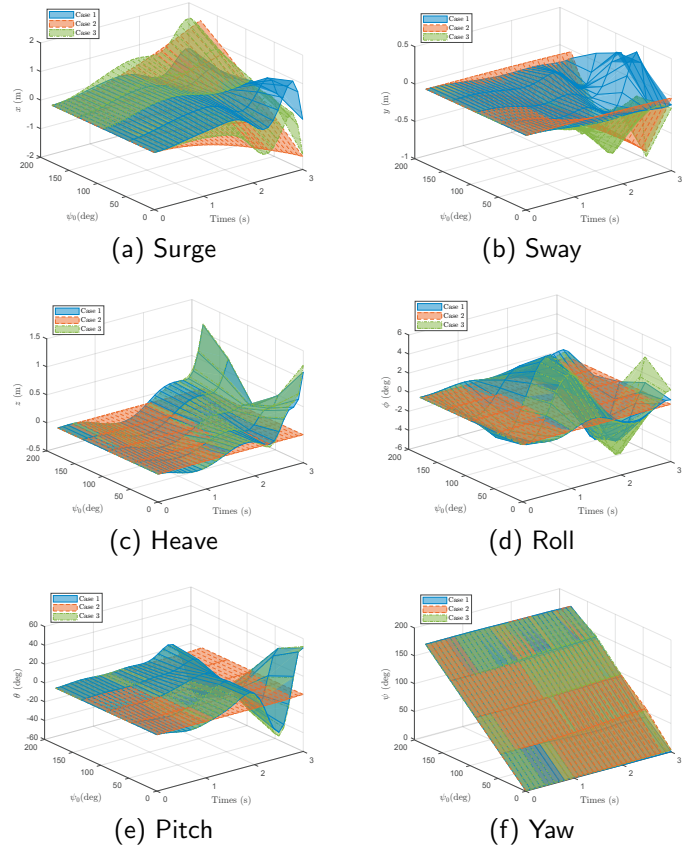 Case 1
Case 2
Case 3
2
1
0
-1
-2
x (m)
200
150
100
50
0
ψ₀(deg)
0
1
2
3
Times (s)
(a) Surge
Case 1
Case 2
Case 3
0.5
0
-0.5
-1
y (m)
200
150
100
50
0
ψ₀(deg)
0
1
2
3
Times (s)
(b) Sway
Case 1
Case 2
Case 3
1.5
1
0.5
0
-0.5
z (m)
200
150
100
50
0
ψ₀(deg)
0
1
2
3
Times (s)
(c) Heave
Case 1
Case 2
Case 3
6
4
2
0
-2
-4
-6
ϕ (deg)
200
150
100
50
0
ψ₀(deg)
0
1
2
3
Times (s)
(d) Roll
Case 1
Case 2
Case 3
60
40
20
0
-20
-40
-60
θ (deg)
200
150
100
50
0
ψ₀(deg)
0
1
2
3
Times (s)
(e) Pitch
Case 1
Case 2
Case 3
200
150
100
50
0
ψ (deg)
200
150
100
50
0
ψ₀(deg)
0
1
2
3
Times (s)
(f) Yaw